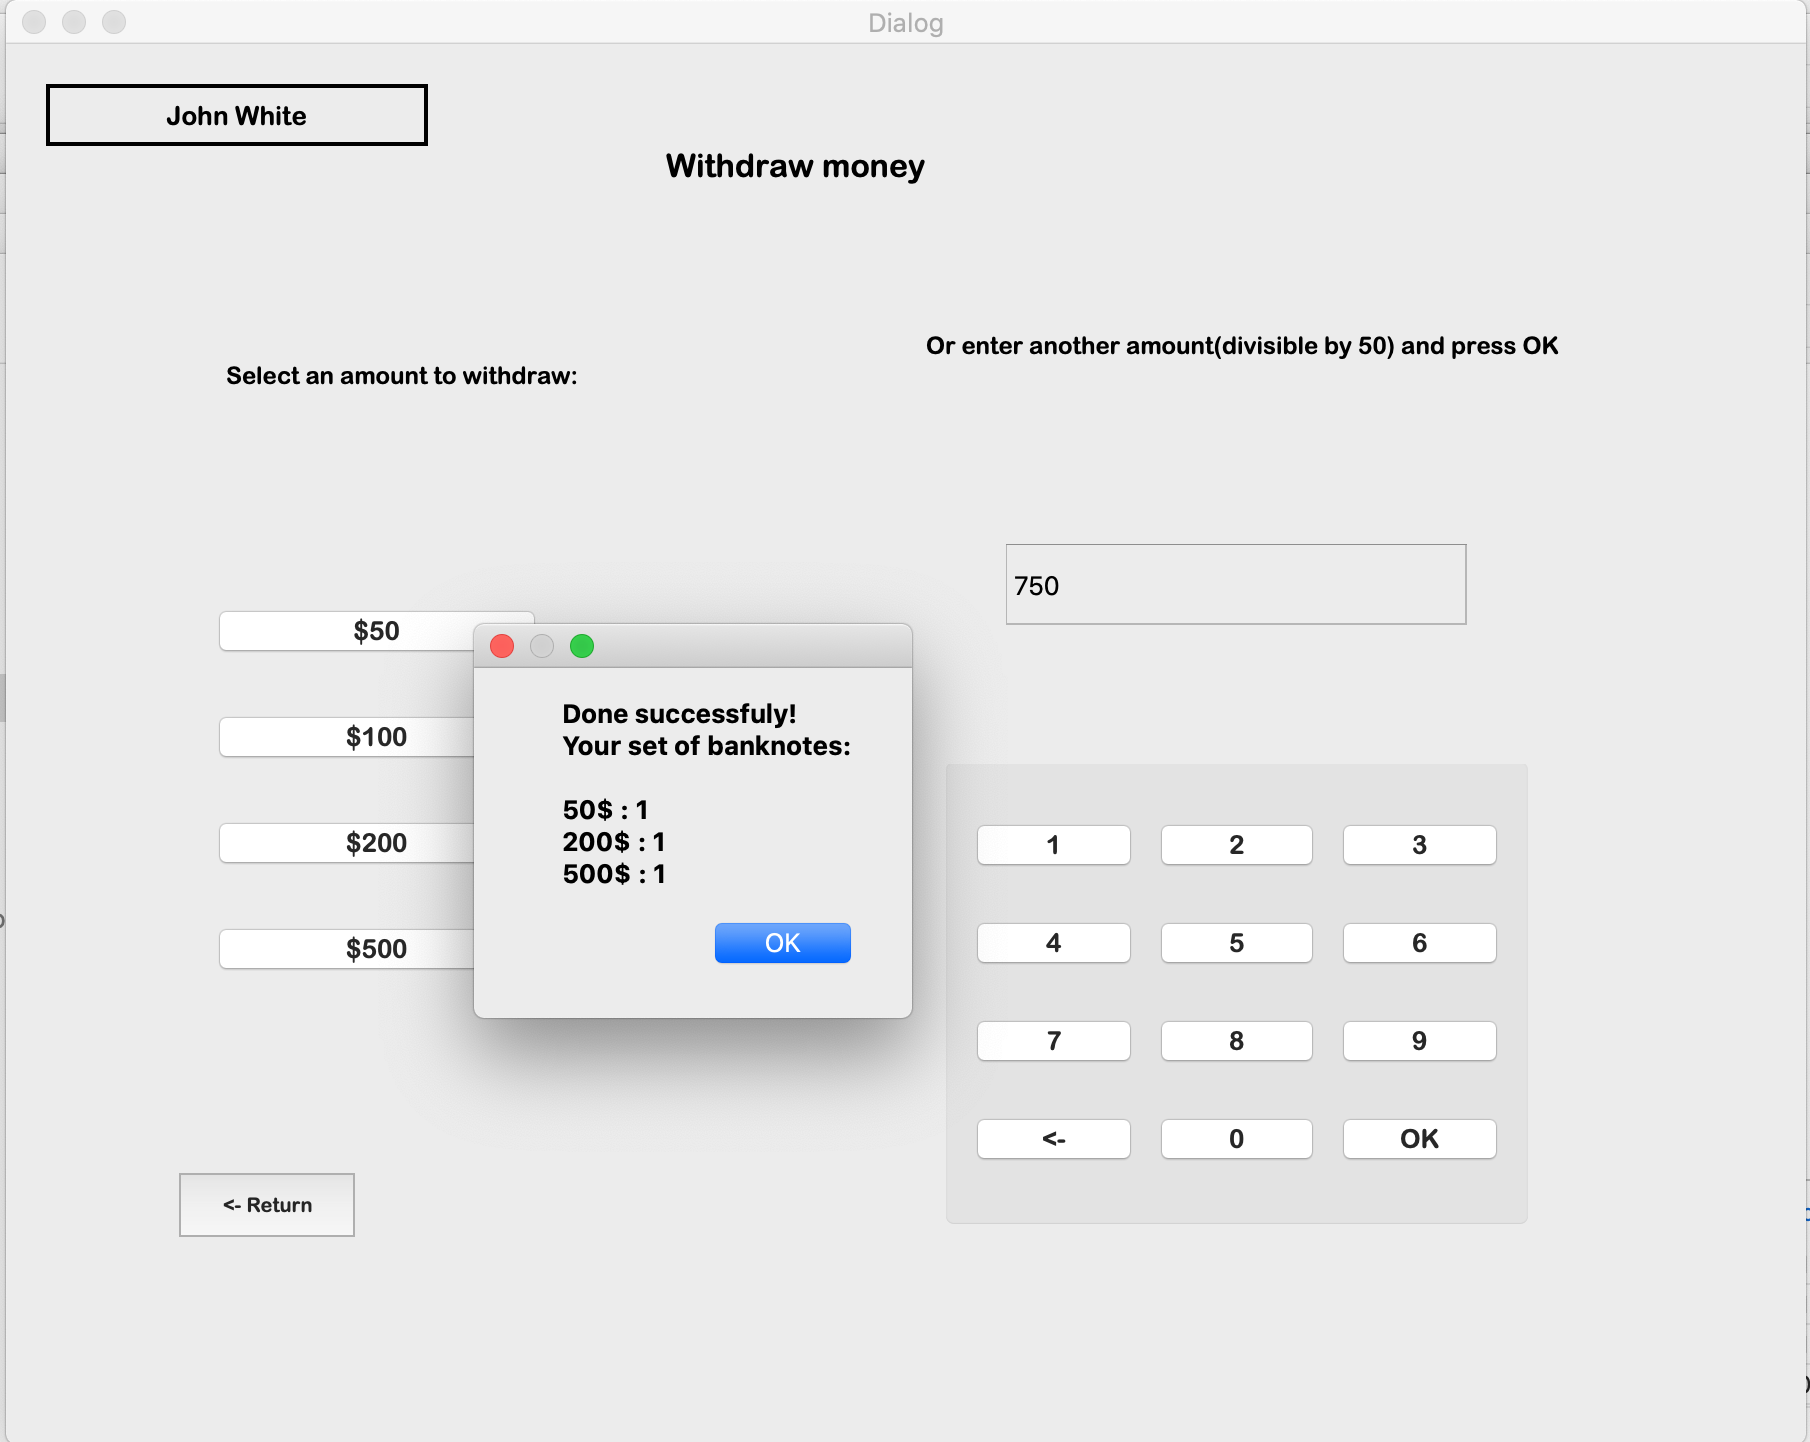 Dialog
John White
Withdraw money
Or enter another amount(divisible by 50) and press OK
Select an amount to withdraw:
750
$50
$100
$200
$500
Done successfuly!
Your set of banknotes:
50$ : 1
200$ : 1
500$ : 1
OK
1 2 3
4 5 6
7 8 9
<- 0 OK
<- Return